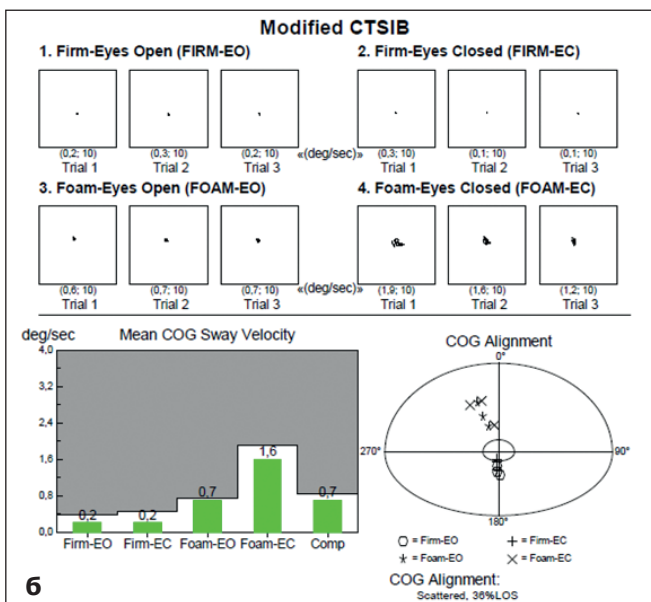 Modified CTSIB
1. Firm-Eyes Open (FIRM-EO)
2. Firm-Eyes Closed (FIRM-EC)
(0,2; 10) (0,3; 10) (0,2; 10) «(deg/sec)» (0,3; 10) (0,1; 10) (0,1; 10)
Trial 1 Trial 2 Trial 3 Trial 1 Trial 2 Trial 3
3. Foam-Eyes Open (FOAM-EO)
4. Foam-Eyes Closed (FOAM-EC)
(0,6; 10) (0,7; 10) (0,7; 10) «(deg/sec)» (1,9; 10) (1,6; 10) (1,2; 10)
Trial 1 Trial 2 Trial 3 Trial 1 Trial 2 Trial 3
deg/sec Mean COG Sway Velocity
4,0
3,2
2,4
1,6
0,8
0,0
0,2 0,2 0,7 1,6 0,7
Firm-EO Firm-EC Foam-EO Foam-EC Comp
COG Alignment
0°
270° 90°
180°
= Firm-EO = Firm-EC
= Foam-EO = Foam-EC
COG Alignment:
Scattered, 36%LOS
б